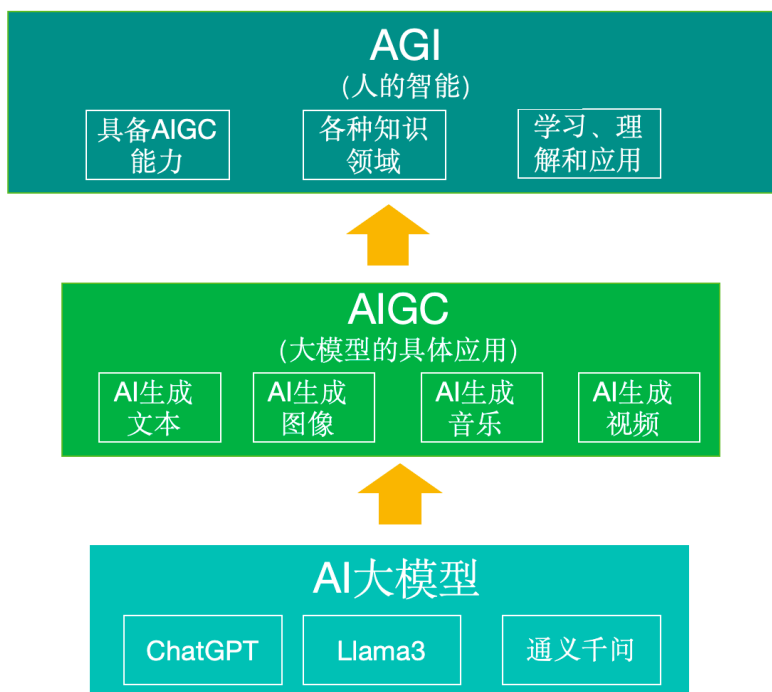 AGI
(人的智能)
具备AIGC
能力
各种知识
领域
学习、理
解和应用
AIGC
(大模型的具体应用)
AI生成
文本
AI生成
图像
AI生成
音乐
AI生成
视频
AI大模型
ChatGPT
Llama3
通义千问